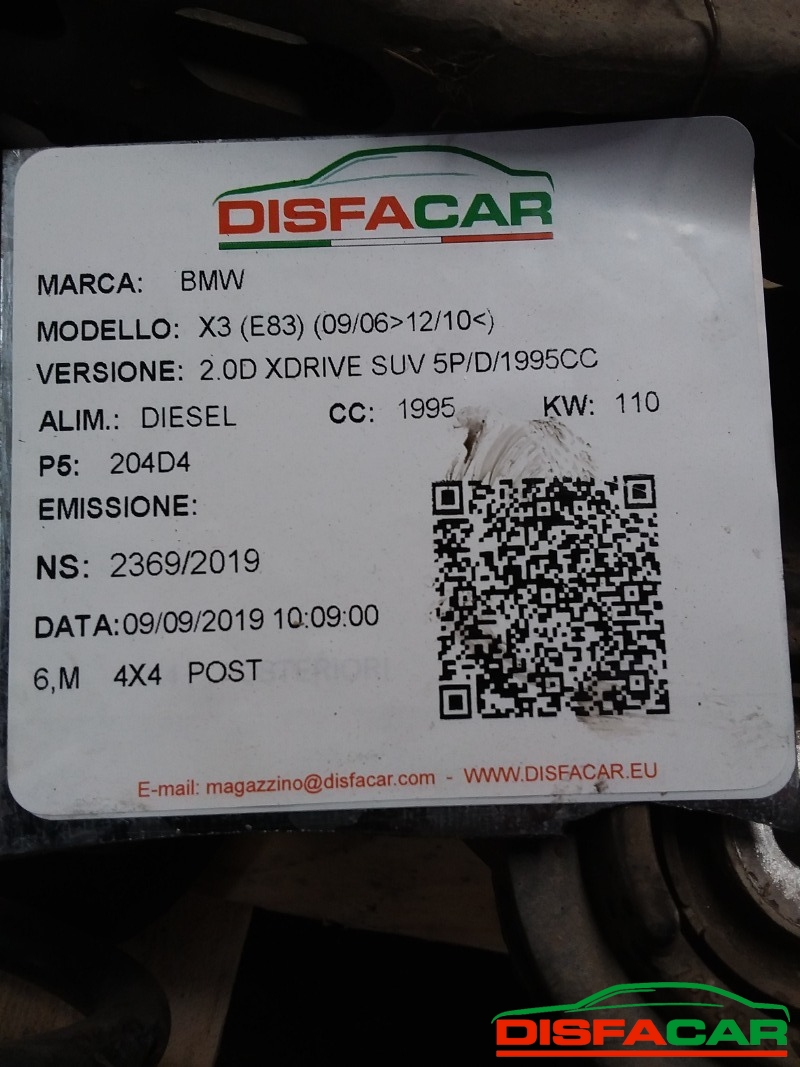 DISFACAR
MARCA: BMW
MODELLO: X3 (E83) (09/06>12/10<)
VERSIONE: 2.0D XDRIVE SUV 5P/D/1995CC
ALIM.: DIESEL CC: 1995 KW: 110
P5: 204D4
EMISSIONE:
NS: 2369/2019
DATA:09/09/2019 10:09:00
6,M 4X4 POST
E-mail: magazzino@disfacar.com - WWW.DISFACAR.EU
DISFACAR